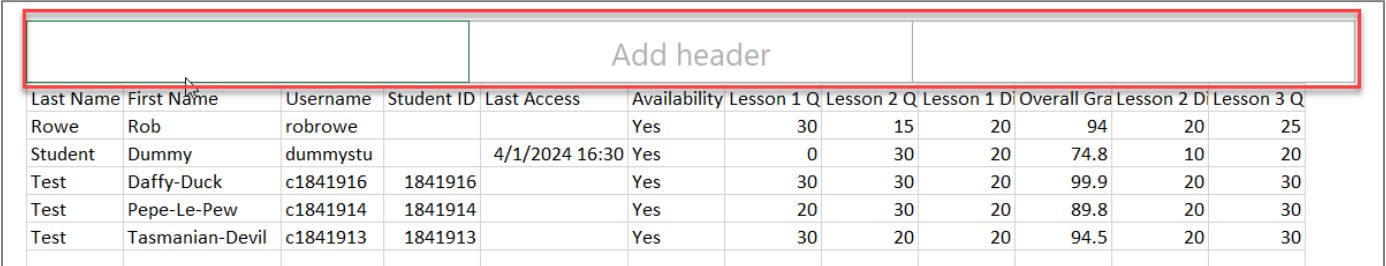 Add header
Last Name First Name Username Student ID Last Access Availability Lesson 1 Q Lesson 2 Q Lesson 1 Di Overall Gra Lesson 2 Di Lesson 3 Q
Rowe Rob robrowe Yes 30 15 20 94 20 25
Student Dummy dummystu 4/1/2024 16:30 Yes 0 30 20 74.8 10 20
Test Daffy-Duck c1841916 1841916 Yes 30 30 20 99.9 20 30
Test Pepe-Le-Pew c1841914 1841914 Yes 20 30 20 89.8 20 30
Test Tasmanian-Devil c1841913 1841913 Yes 30 20 20 94.5 20 30